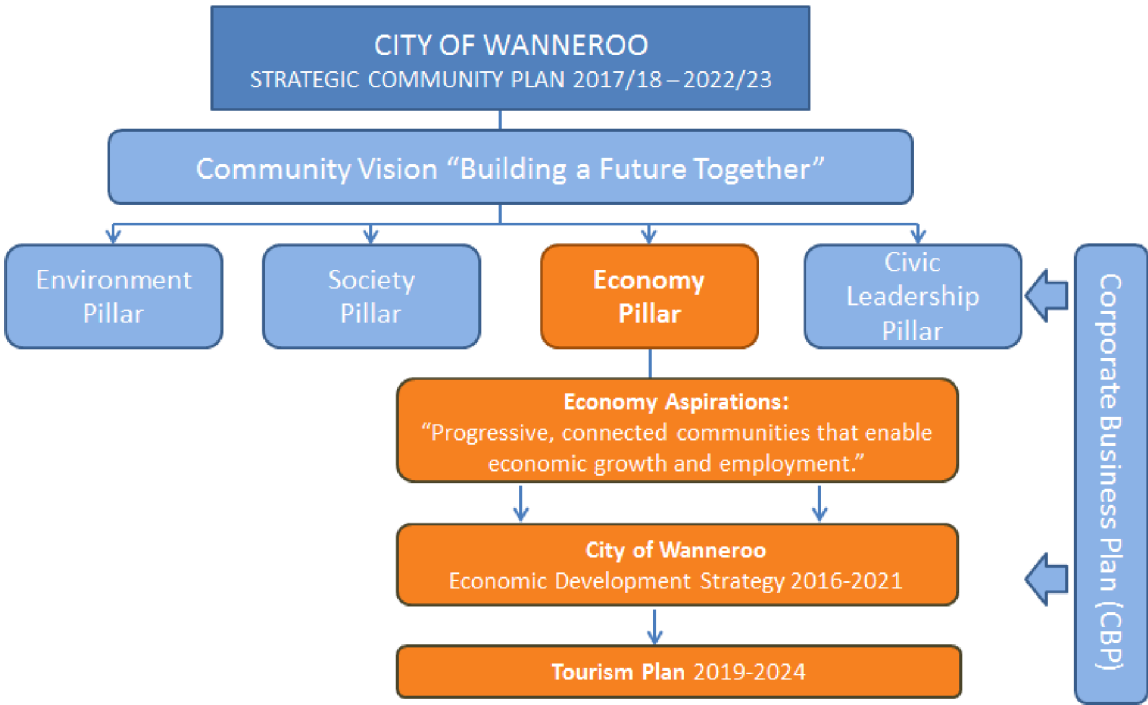 CITY OF WANNEROO
STRATEGIC COMMUNITY PLAN 2017/18 – 2022/23
Community Vision “Building a Future Together”
Environment
Pillar
Society
Pillar
Economy
Pillar
Civic
Leadership
Pillar
Corporate Business Plan (CBP)
Economy Aspirations:
“Progressive, connected communities that enable
economic growth and employment.”
City of Wanneroo
Economic Development Strategy 2016-2021
Tourism Plan 2019-2024